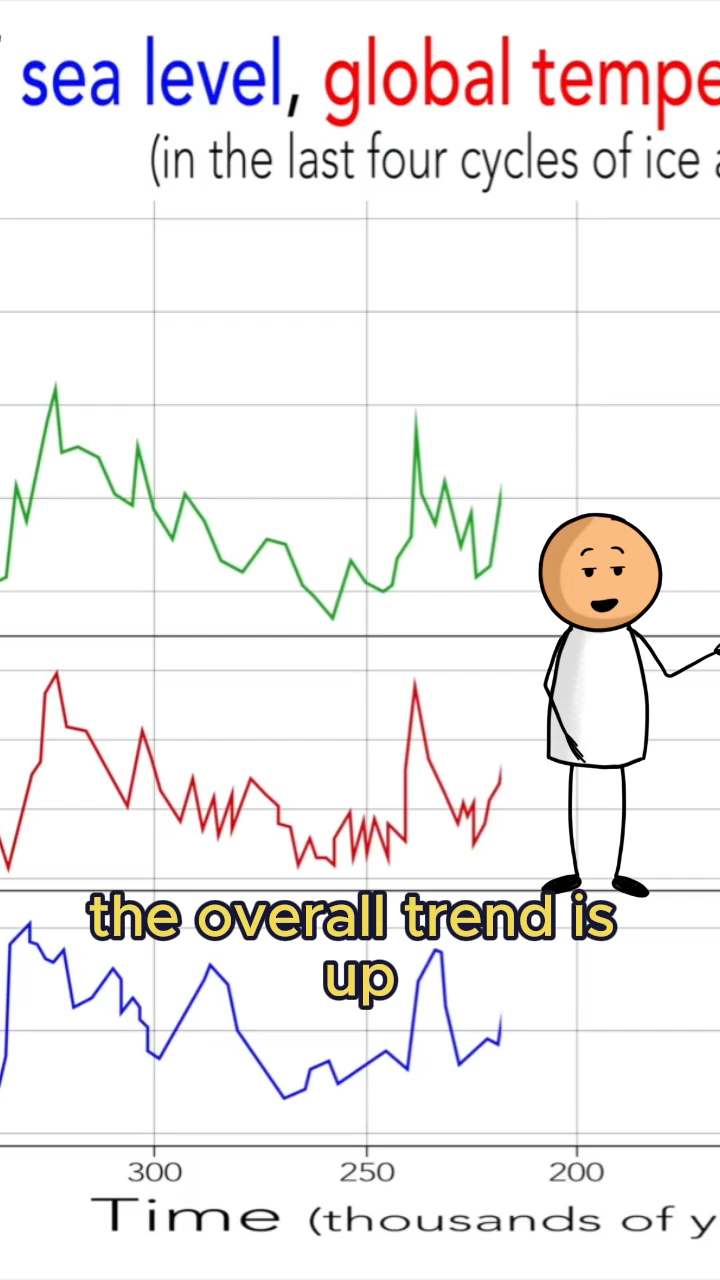 sea level, global tempe
(in the last four cycles of ice a
the overall trend is
up
300 250 200
Time (thousands of y